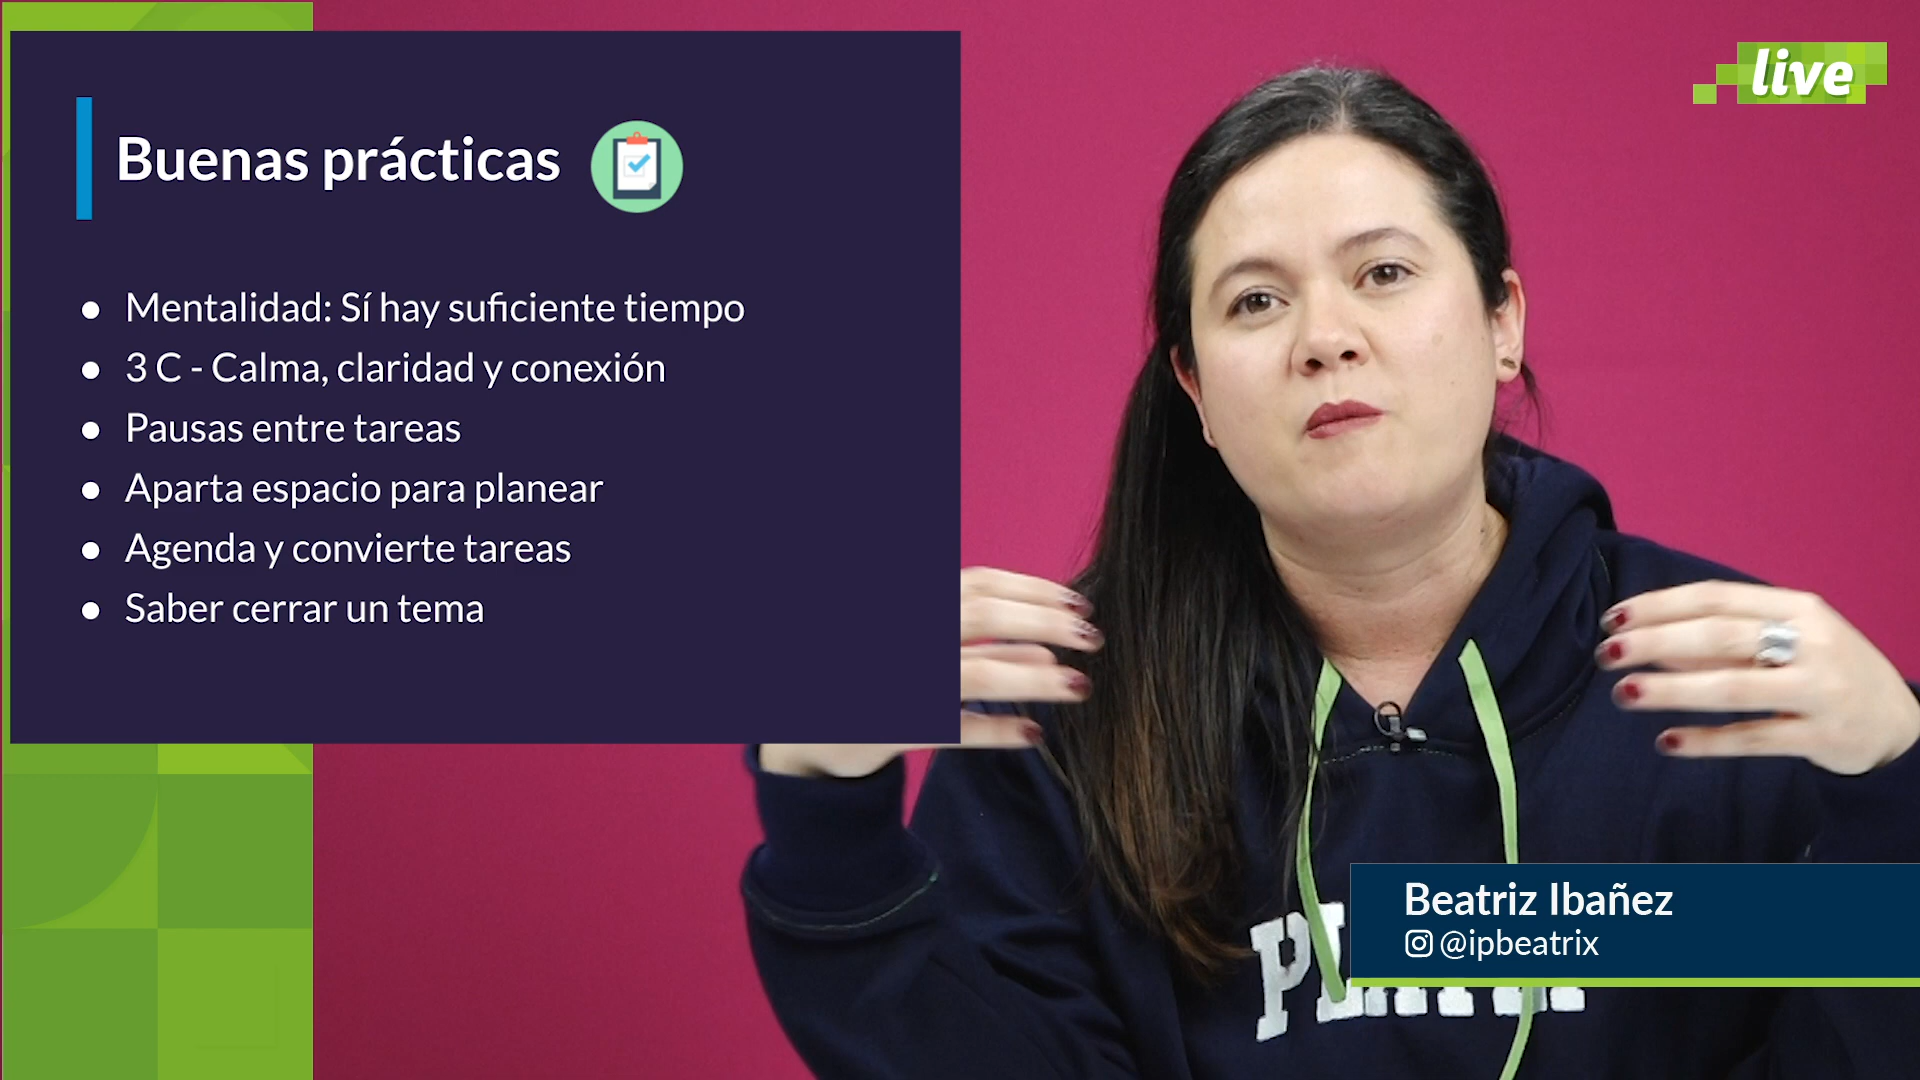 live
Buenas prácticas
Mentalidad: Sí hay suficiente tiempo
3 C - Calma, claridad y conexión
Pausas entre tareas
Aparta espacio para planear
Agenda y convierte tareas
Saber cerrar un tema
Beatriz Ibañez
@ipbeatrix